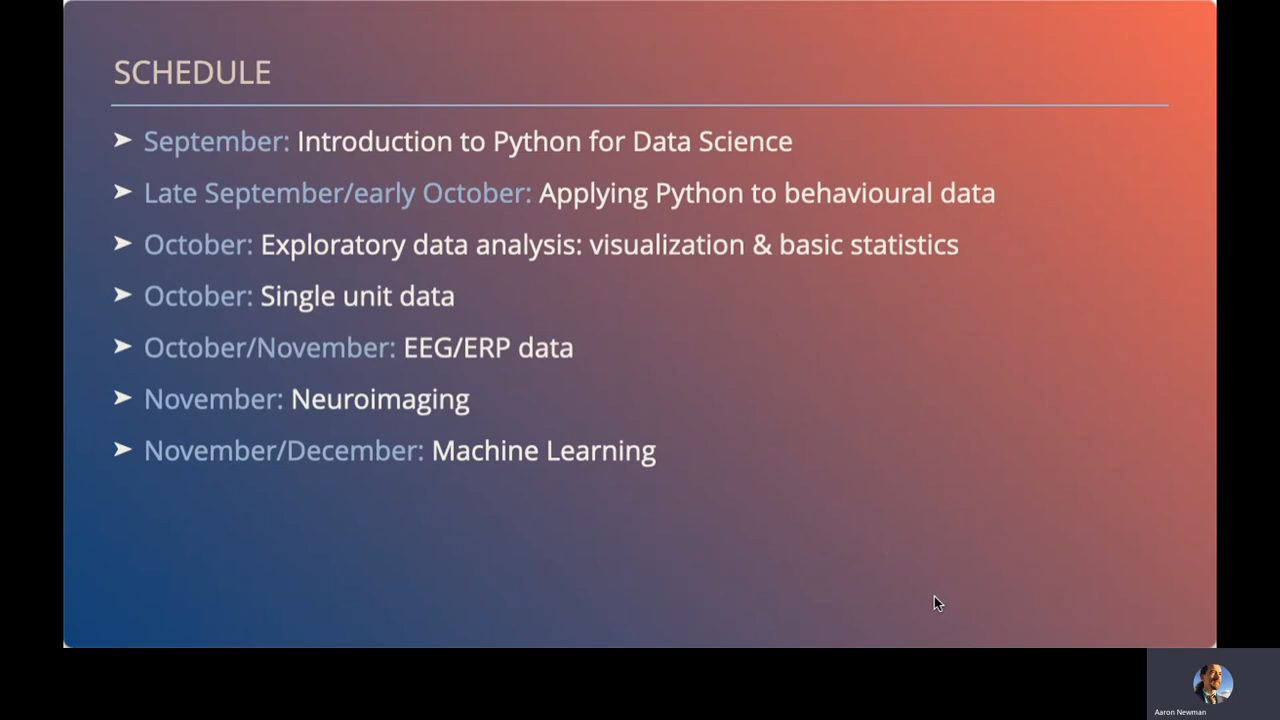 SCHEDULE
➤ September: Introduction to Python for Data Science
➤ Late September/early October: Applying Python to behavioural data
➤ October: Exploratory data analysis: visualization & basic statistics
➤ October: Single unit data
➤ October/November: EEG/ERP data
➤ November: Neuroimaging
➤ November/December: Machine Learning
Aaron Newman